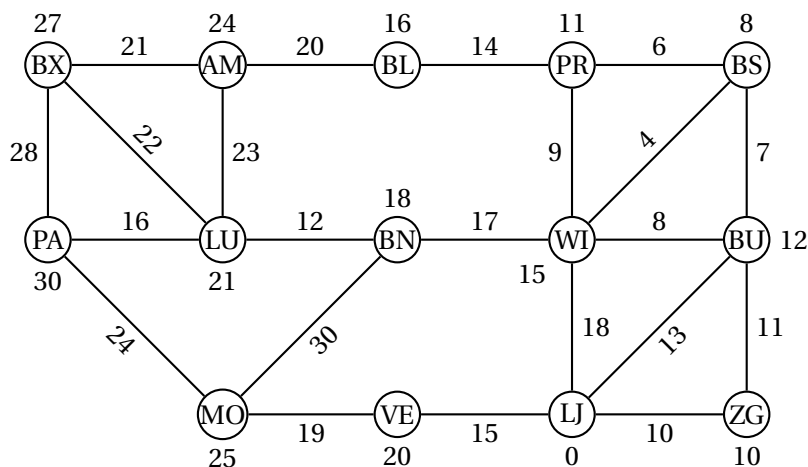 27 24 16 11 8
BX 21 AM 20 BL 14 PR 6 BS
28 22 23 9 4 7
18
PA 16 LU 12 BN 17 WI 8 BU 12
30 21 15
24 30 18 13 11
MO 19 VE 15 LJ 10 ZG
25 20 0 10